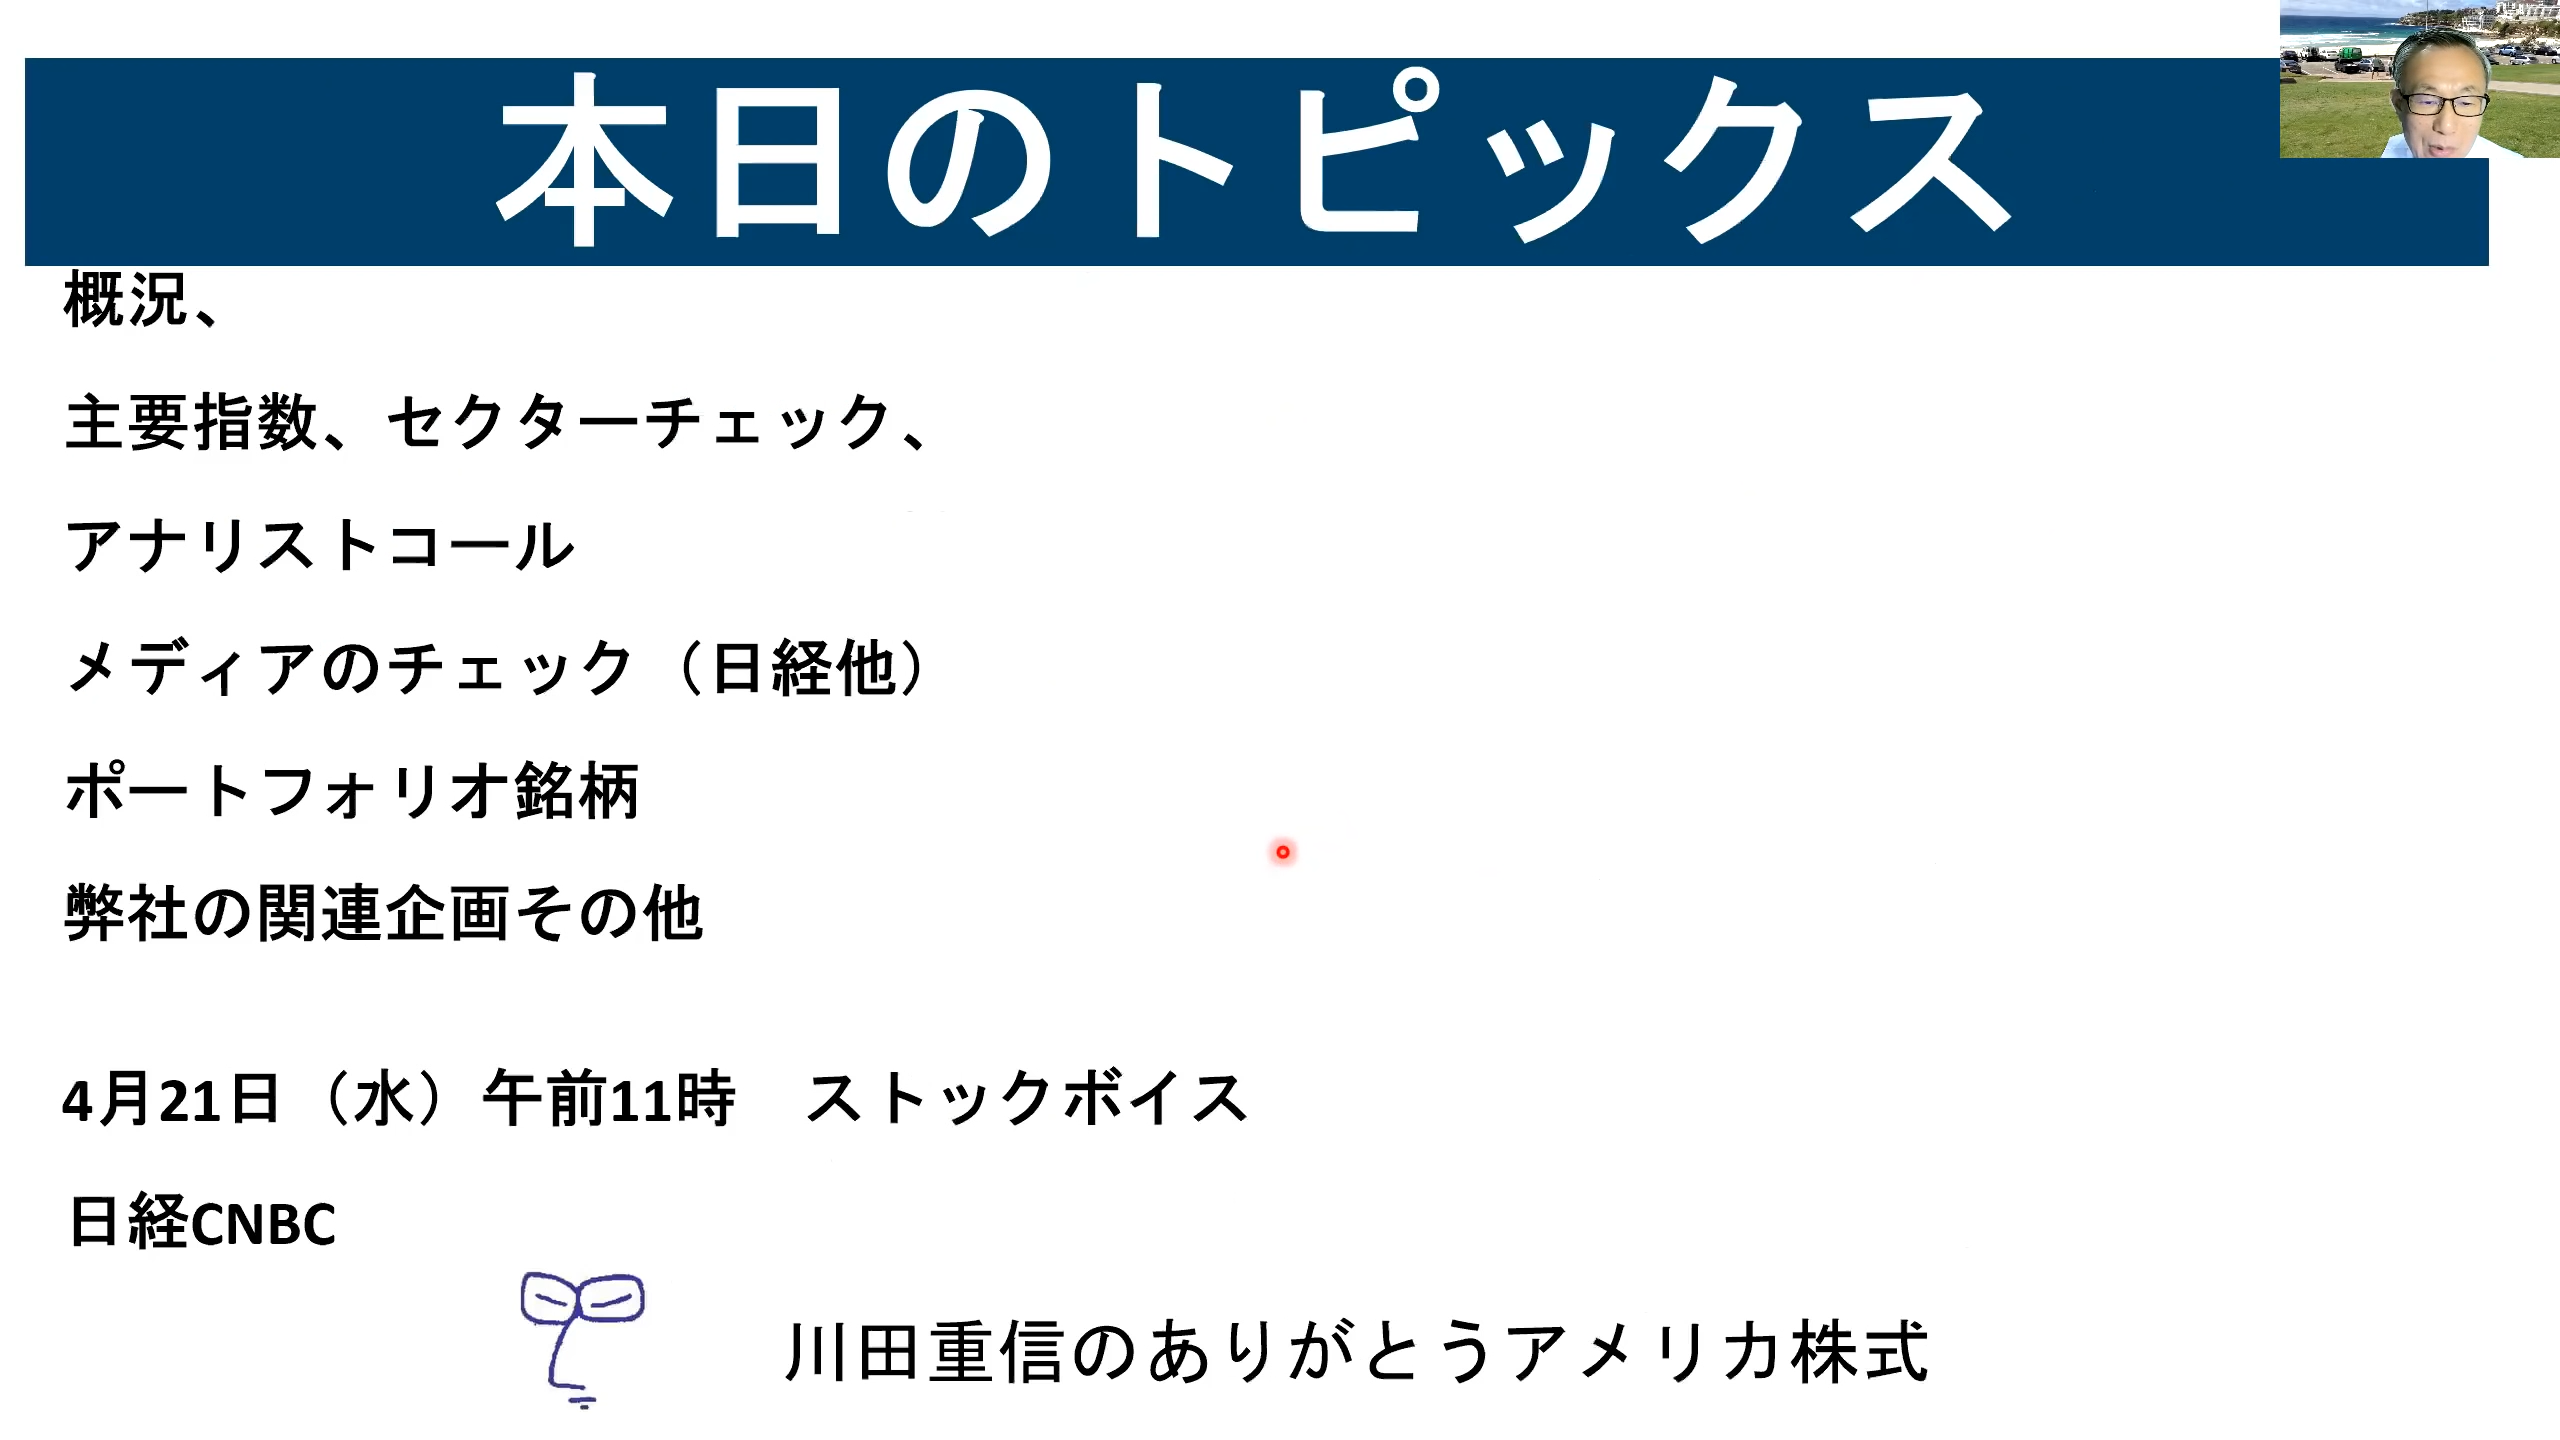 本日のトピックス
概況、
主要指数、セクターチェック、
アナリストコール
メディアのチェック（日経他）
ポートフォリオ銘柄
弊社の関連企画その他
4月21日（水）午前11時　ストックボイス
日経CNBC
川田重信のありがとうアメリカ株式